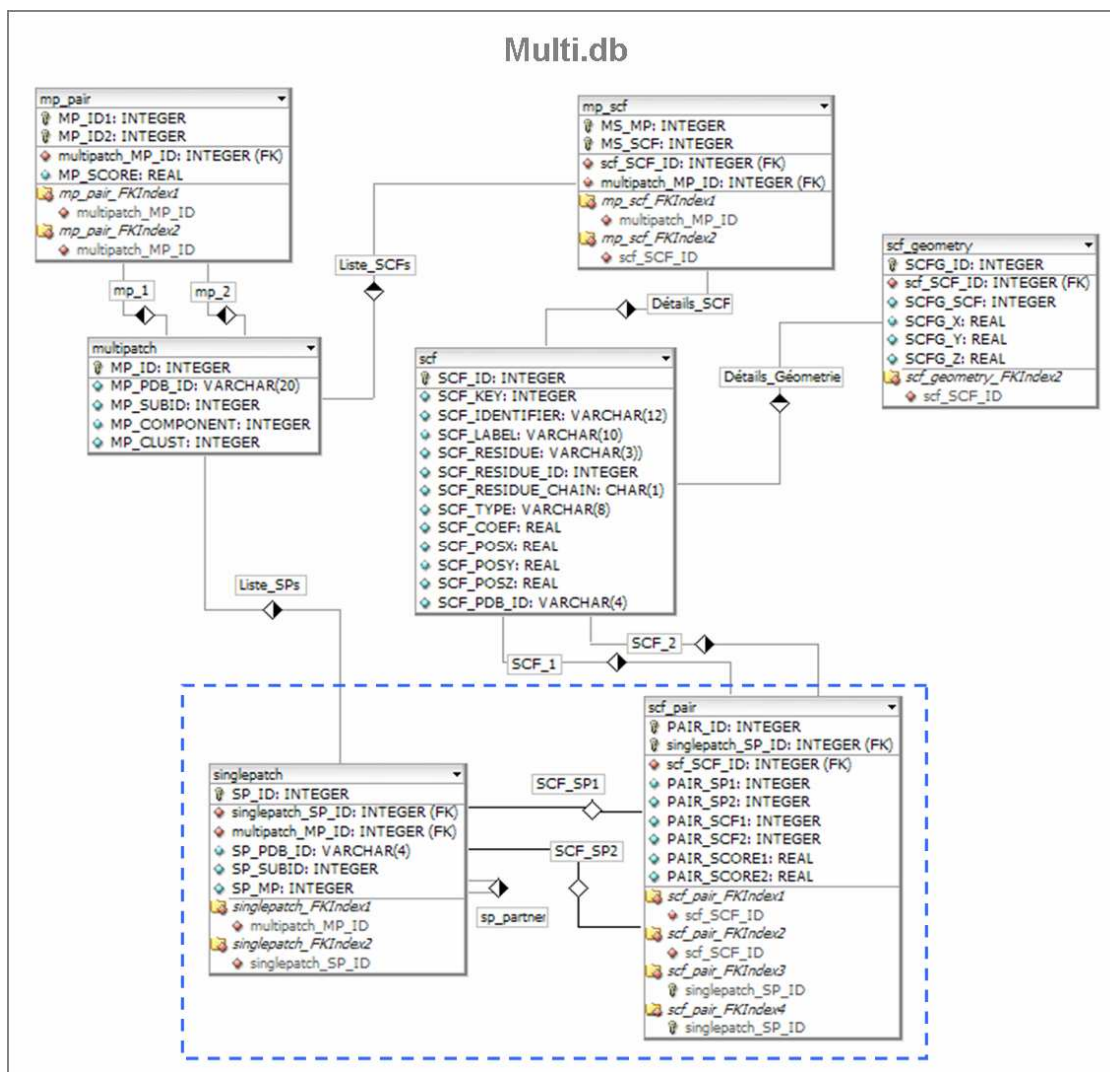 Multi.db
mp_pair
MP_ID1: INTEGER
MP_ID2: INTEGER
multipatch_MP_ID: INTEGER (FK)
MP_SCORE: REAL
mp_pair_FKIndex1
multipatch_MP_ID
mp_pair_FKIndex2
multipatch_MP_ID
mp_scf
MS_MP: INTEGER
MS_SCF: INTEGER
scf_SCF_ID: INTEGER (FK)
multipatch_MP_ID: INTEGER (FK)
mp_scf_FKIndex1
multipatch_MP_ID
mp_scf_FKIndex2
scf_SCF_ID
scf_geometry
SCFG_ID: INTEGER
scf_SCF_ID: INTEGER (FK)
SCFG_SCF: INTEGER
SCFG_X: REAL
SCFG_Y: REAL
SCFG_Z: REAL
scf_geometry_FKIndex2
scf_SCF_ID
mp_1
mp_2
Liste_SCFs
Détails_SCF
Détails_Géometrie
multipatch
MP_ID: INTEGER
MP_PDB_ID: VARCHAR(20)
MP_SUBID: INTEGER
MP_COMPONENT: INTEGER
MP_CLUST: INTEGER
scf
SCF_ID: INTEGER
SCF_KEY: INTEGER
SCF_IDENTIFIER: VARCHAR(12)
SCF_LABEL: VARCHAR(10)
SCF_RESIDUE: VARCHAR(3))
SCF_RESIDUE_ID: INTEGER
SCF_RESIDUE_CHAIN: CHAR(1)
SCF_TYPE: VARCHAR(8)
SCF_COEF: REAL
SCF_POSX: REAL
SCF_POSY: REAL
SCF_POSZ: REAL
SCF_PDB_ID: VARCHAR(4)
Liste_SPs
SCF_1
SCF_2
singlepatch
SP_ID: INTEGER
singlepatch_SP_ID: INTEGER (FK)
multipatch_MP_ID: INTEGER (FK)
SP_PDB_ID: VARCHAR(4)
SP_SUBID: INTEGER
SP_MP: INTEGER
singlepatch_FKIndex1
multipatch_MP_ID
singlepatch_FKIndex2
singlepatch_SP_ID
SCF_SP1
SCF_SP2
sp_partner
scf_pair
PAIR_ID: INTEGER
singlepatch_SP_ID: INTEGER (FK)
scf_SCF_ID: INTEGER (FK)
PAIR_SP1: INTEGER
PAIR_SP2: INTEGER
PAIR_SCF1: INTEGER
PAIR_SCF2: INTEGER
PAIR_SCORE1: REAL
PAIR_SCORE2: REAL
scf_pair_FKIndex1
scf_SCF_ID
scf_pair_FKIndex2
scf_SCF_ID
scf_pair_FKIndex3
singlepatch_SP_ID
scf_pair_FKIndex4
singlepatch_SP_ID